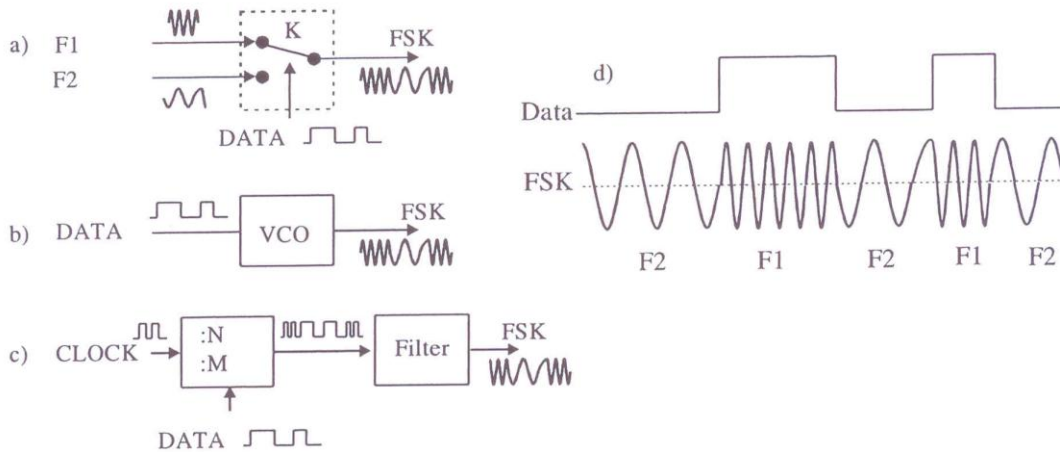 a) F1 K FSK
F2
DATA
b) DATA VCO FSK
c) CLOCK :N Filter FSK
:M
DATA
d)
Data
FSK
F2 F1 F2 F1 F2